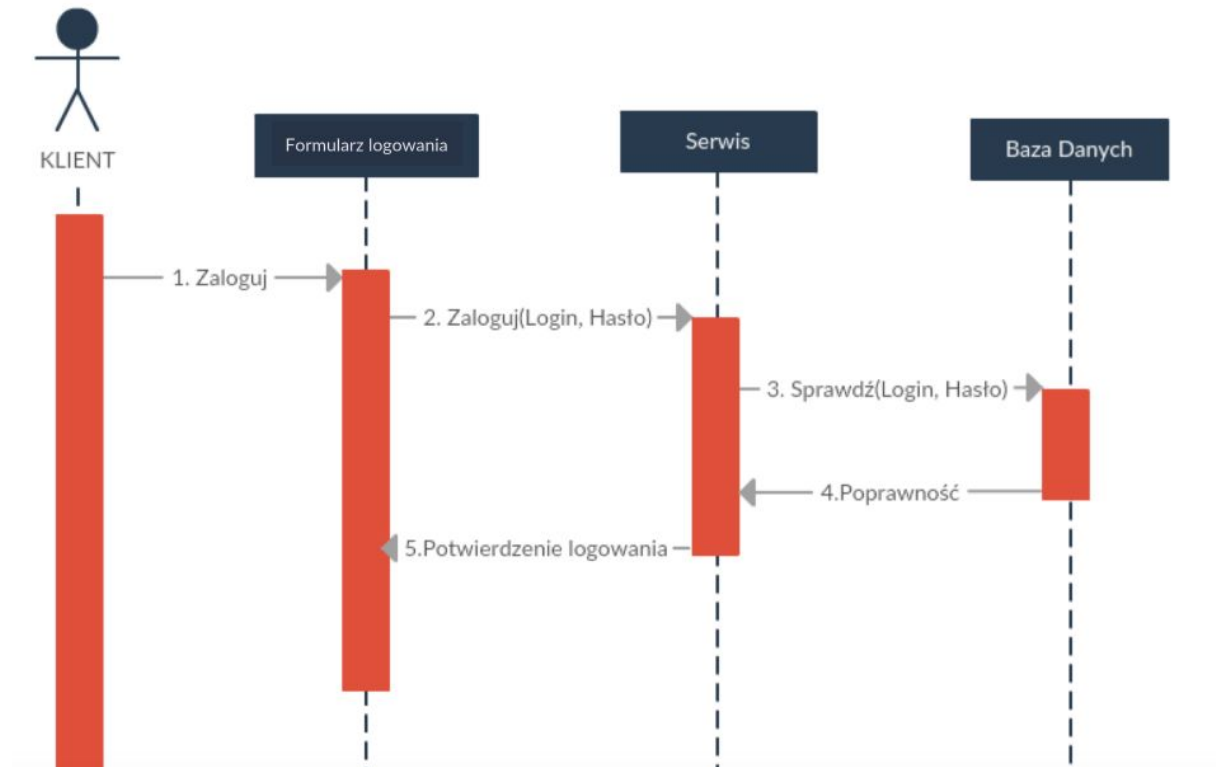 KLIENT
Formularz logowania
Serwis
Baza Danych
1. Zaloguj
2. Zaloguj(Login, Hasło)
3. Sprawdź(Login, Hasło)
4.Poprawność
5.Potwierdzenie logowania